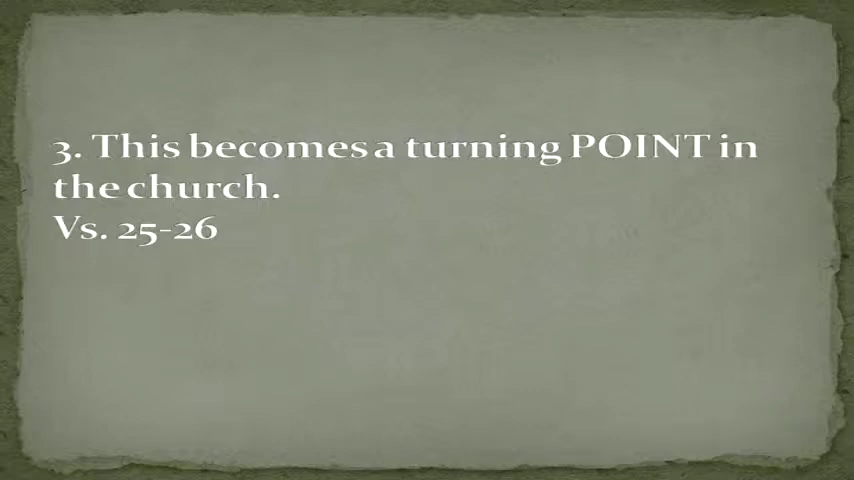 3. This becomes a turning POINT in
the church.
Vs. 25-26